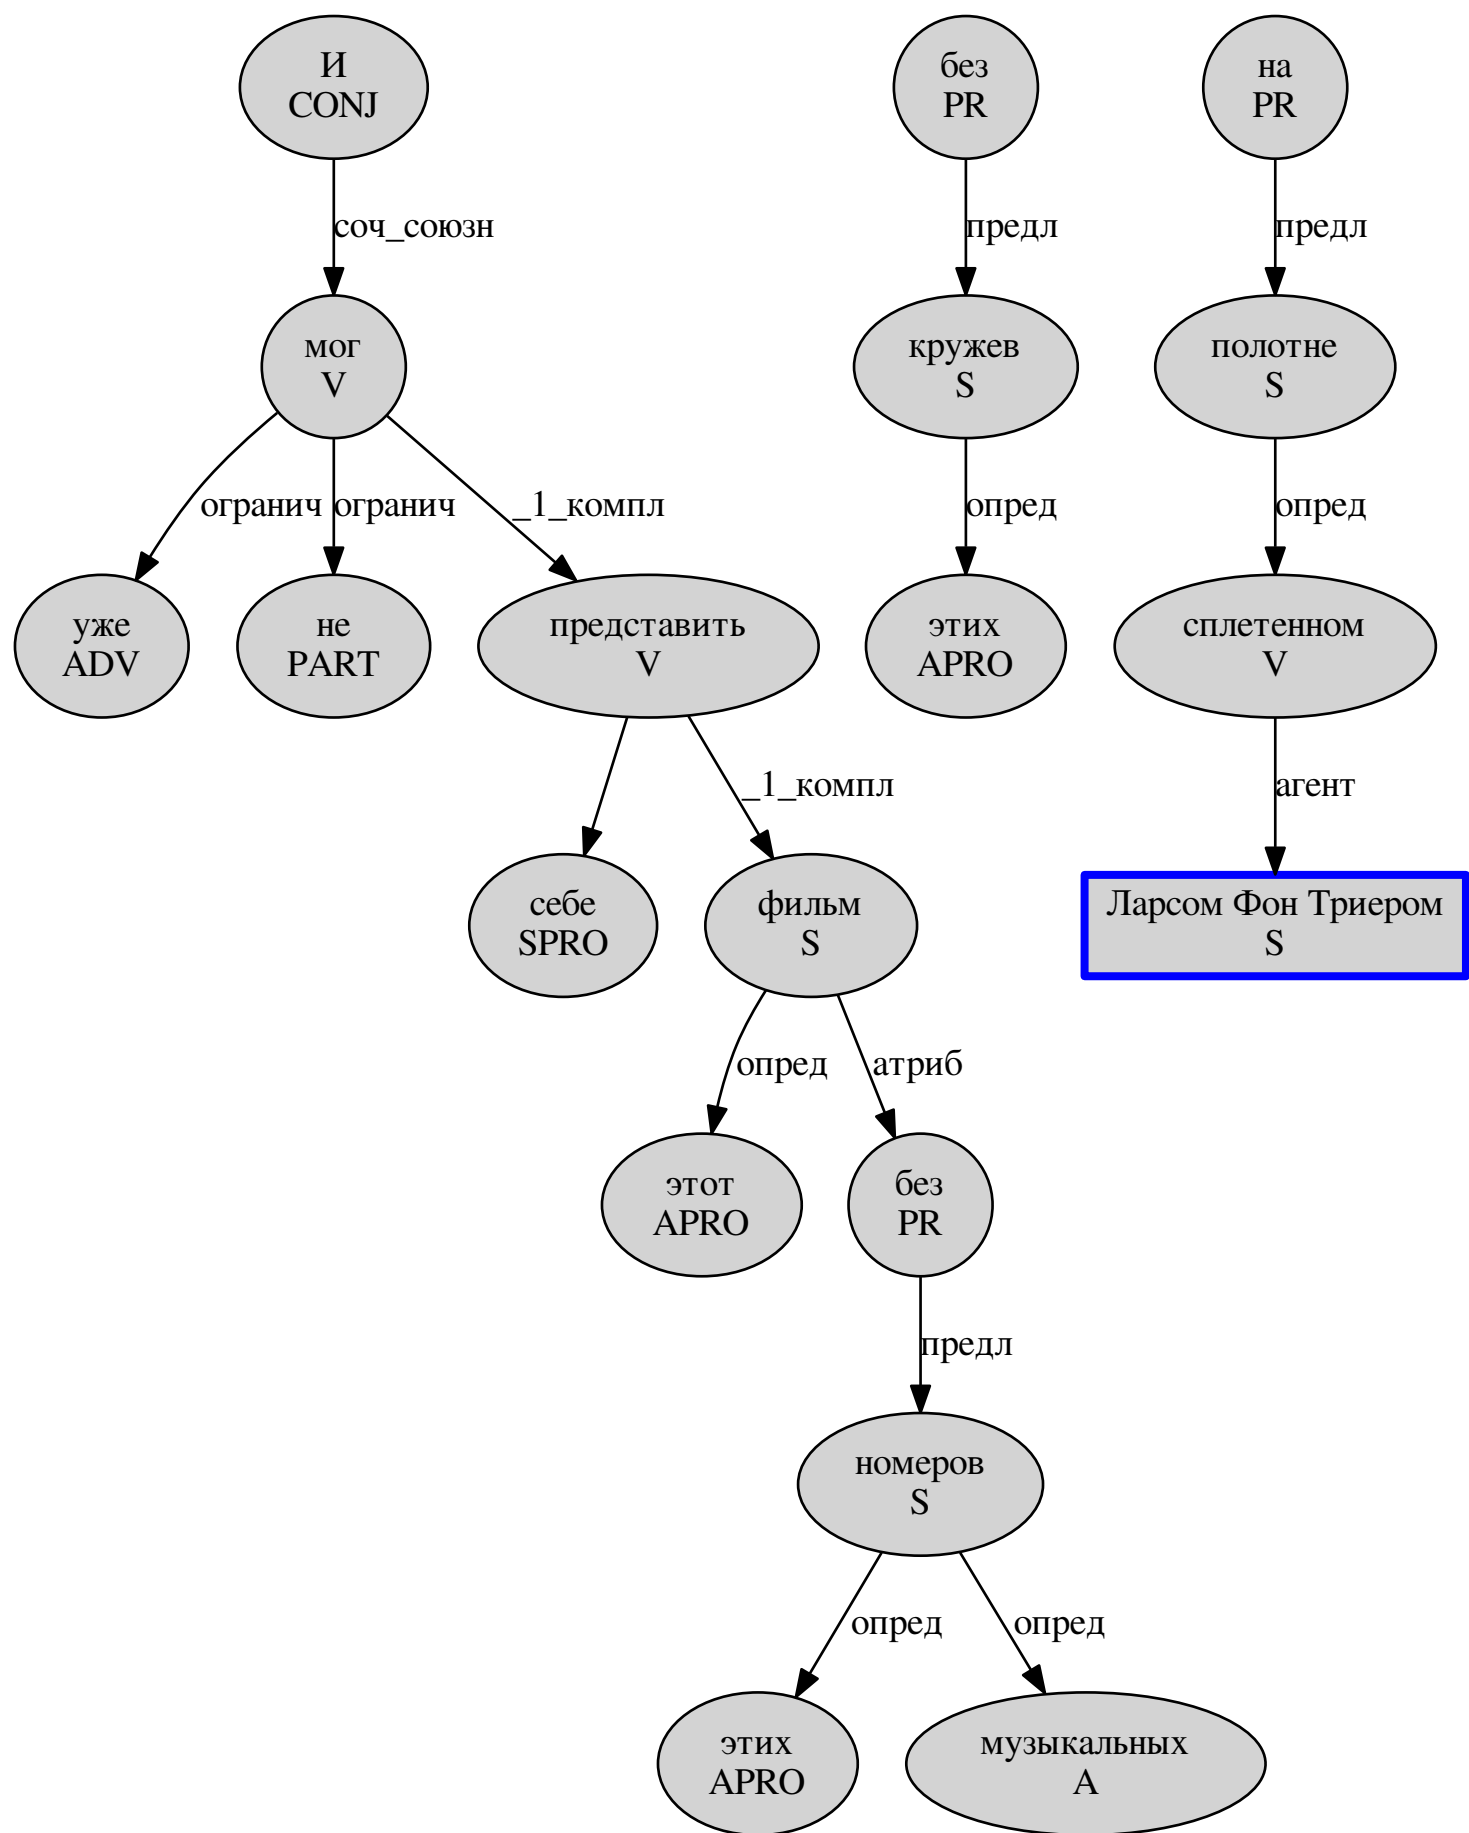 И
CONJ
без
PR
на
PR
соч_союзн
предл
предл
мог
V
кружев
S
полотне
S
огранич
огранич
_1_компл
опред
опред
уже
ADV
не
PART
представить
V
этих
APRO
сплетенном
V
_1_компл
агент
себе
SPRO
фильм
S
Ларсом Фон Триером
S
опред
атриб
этот
APRO
без
PR
предл
номеров
S
опред
опред
этих
APRO
музыкальных
A